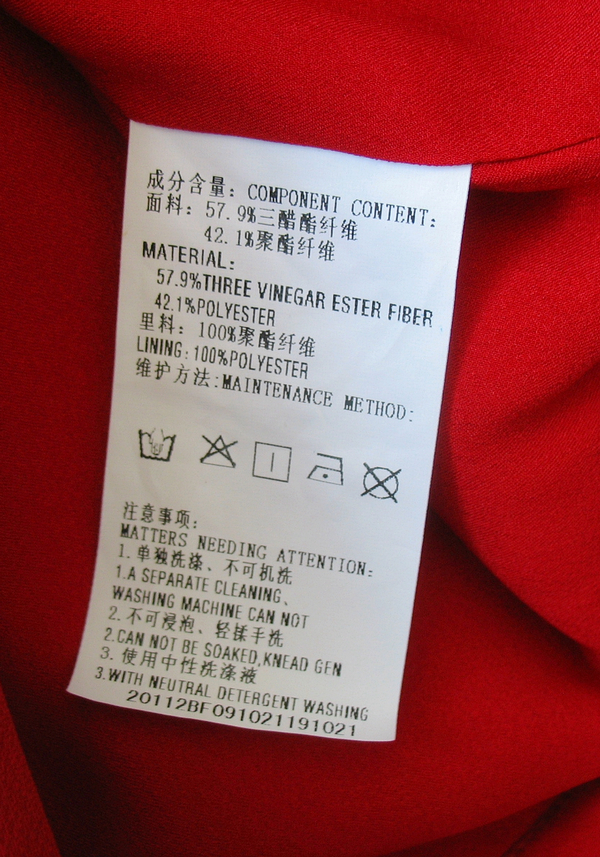 成分含量：COMPONENT CONTENT:
面料：57.9%三醋酯纤维
42.1%聚酯纤维
MATERIAL:
57.9%THREE VINEGAR ESTER FIBER
42.1%POLYESTER
里料：100%聚酯纤维
LINING:100%POLYESTER
维护方法:MAINTENANCE METHOD:
注意事项:
MATTERS NEEDING ATTENTION:
1.单独洗涤、不可机洗
1.A SEPARATE CLEANING、
WASHING MACHINE CAN NOT
2.不可浸泡、轻揉手洗
2.CAN NOT BE SOAKED,KNEAD GEN
3.使用中性洗涤液
3.WITH NEUTRAL DETERGENT WASHING
20112BF091021191021